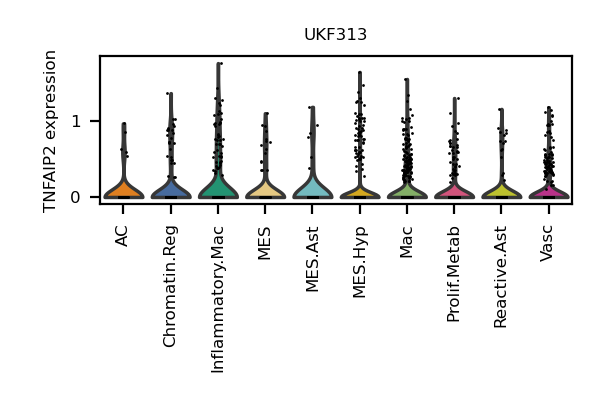 UKF313
TNFAIP2 expression
1
0
AC
Chromatin.Reg
Inflammatory.Mac
MES
MES.Ast
MES.Hyp
Mac
Prolif.Metab
Reactive.Ast
Vasc